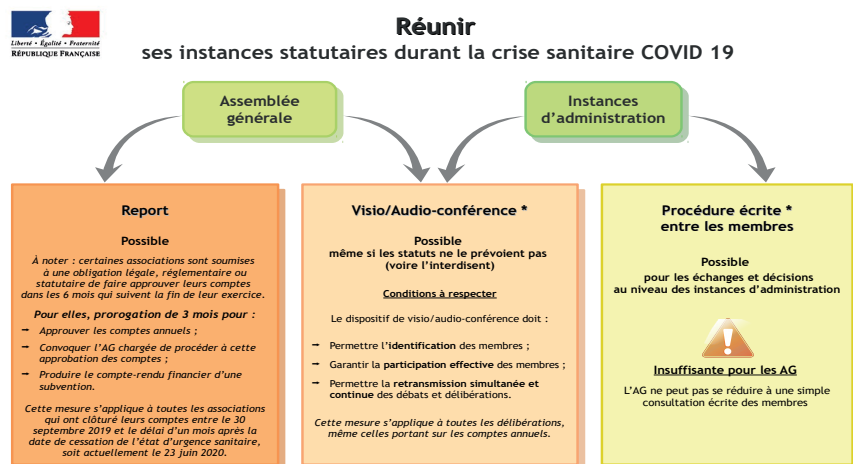 Réunir
ses instances statutaires durant la crise sanitaire COVID 19
Liberté • Égalité • Fraternité
RÉPUBLIQUE FRANÇAISE
Assemblée
générale
Instances
d’administration
Report
Possible
À noter : certaines associations sont soumises
à une obligation légale, réglementaire ou
statutaire de faire approuver leurs comptes
dans les 6 mois qui suivent la fin de leur exercice.
Pour elles, prorogation de 3 mois pour :
→ Approuver les comptes annuels ;
→ Convoquer l’AG chargée de procéder à cette
approbation des comptes ;
→ Produire le compte-rendu financier d’une
subvention.
Cette mesure s’applique à toutes les associations
qui ont clôturé leurs comptes entre le 30
septembre 2019 et le délai d’un mois après la
date de cessation de l’état d’urgence sanitaire,
soit actuellement le 23 juin 2020.
Visio/Audio-conférence *
Possible
même si les statuts ne le prévoient pas
(voire l’interdisent)
Conditions à respecter
Le dispositif de visio/audio-conférence doit :
→ Permettre l’identification des membres ;
→ Garantir la participation effective des membres ;
→ Permettre la retransmission simultanée et
continue des débats et délibérations.
Cette mesure s’applique à toutes les délibérations,
même celles portant sur les comptes annuels.
Procédure écrite *
entre les membres
Possible
pour les échanges et décisions
au niveau des instances d’administration
Insuffisante pour les AG
L’AG ne peut pas se réduire à une simple
consultation écrite des membres